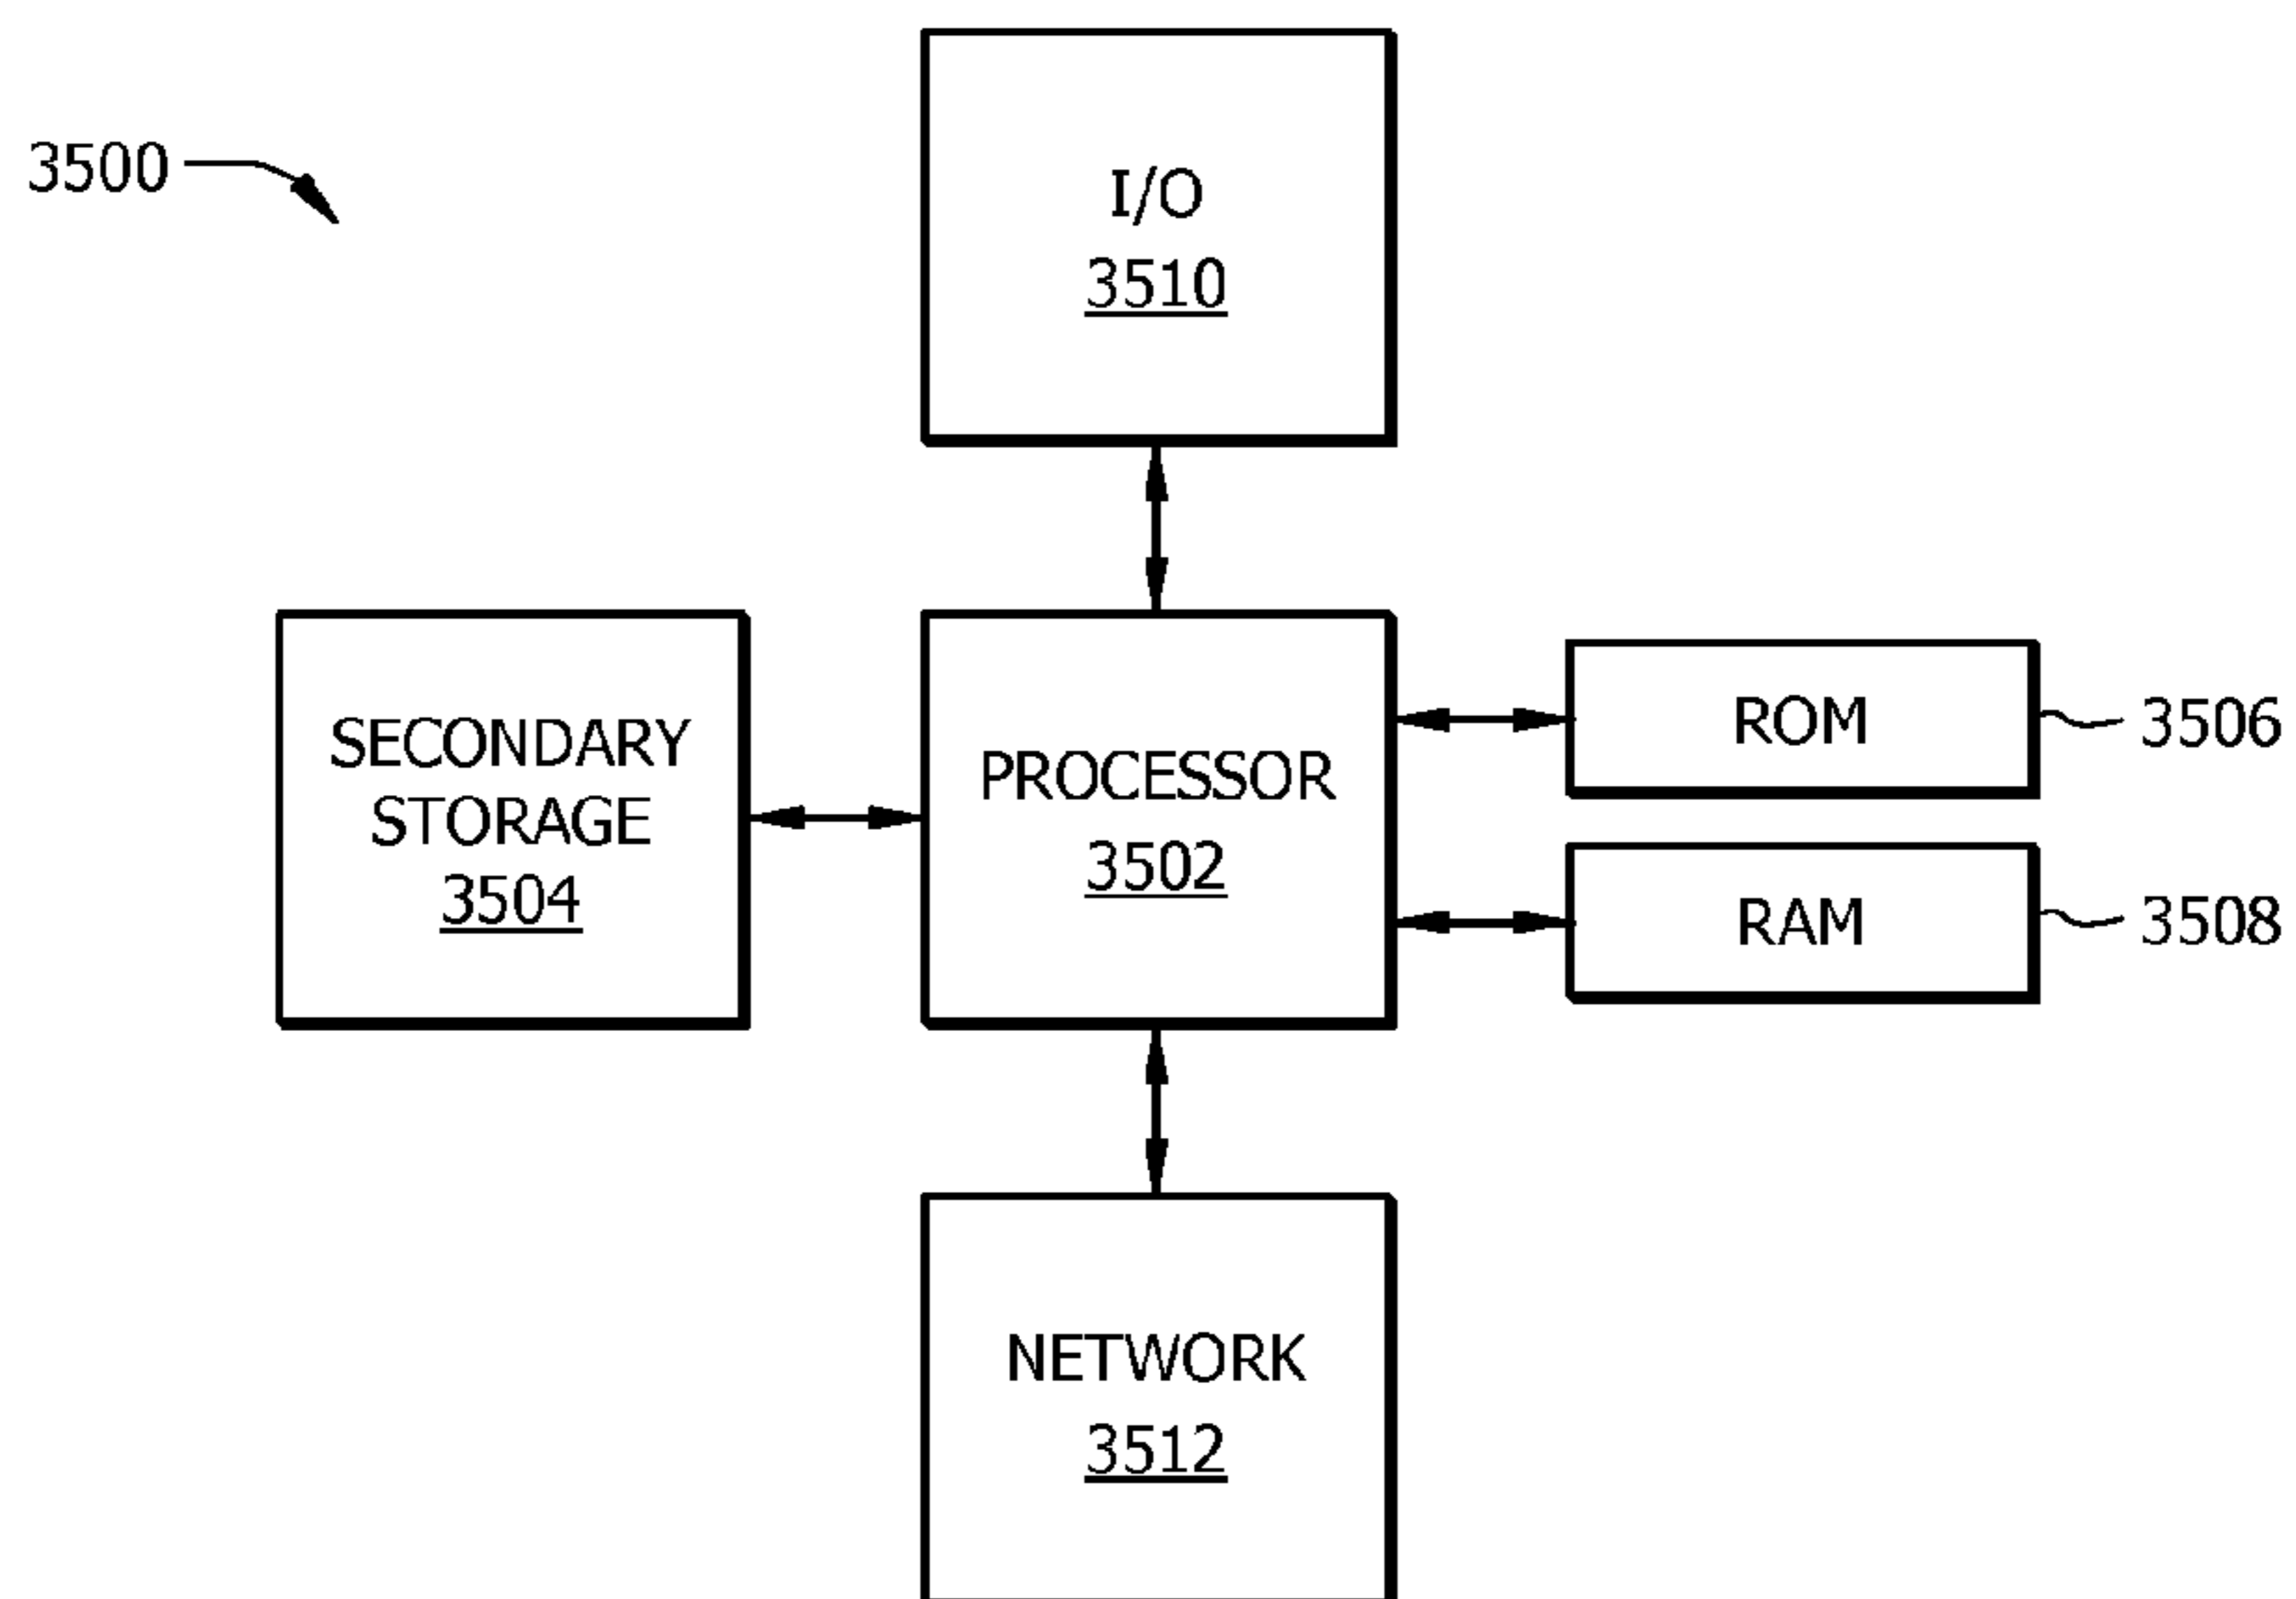 3500
I/O
3510
SECONDARY
STORAGE
3504
PROCESSOR
3502
ROM
3506
RAM
3508
NETWORK
3512